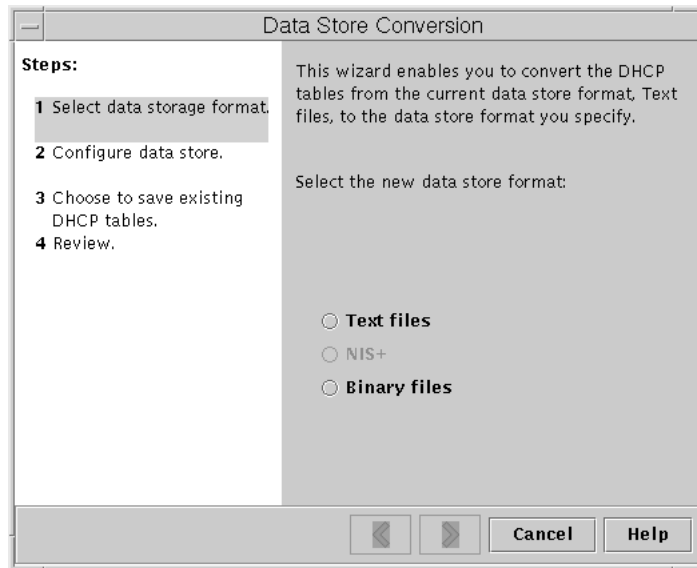 Data Store Conversion
Steps:
1 Select data storage format.
2 Configure data store.
3 Choose to save existing
DHCP tables.
4 Review.
This wizard enables you to convert the DHCP
tables from the current data store format, Text
files, to the data store format you specify.
Select the new data store format:
Text files
NIS+
Binary files
Cancel
Help